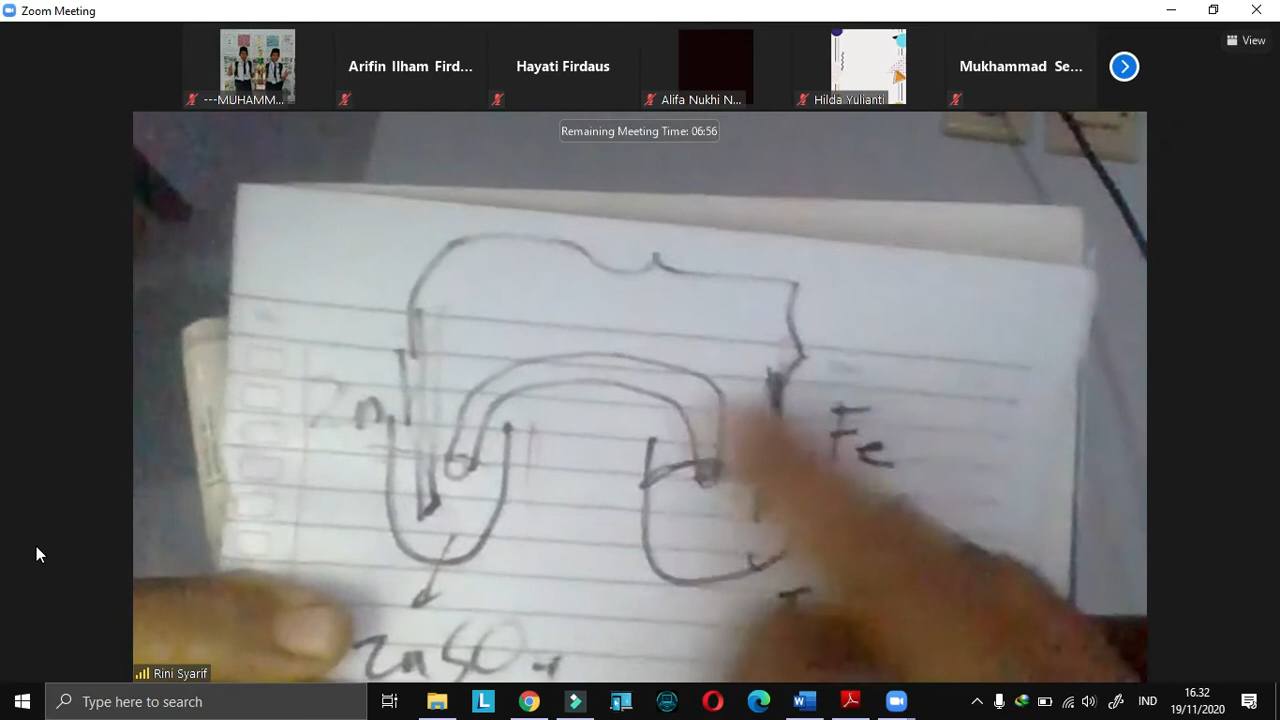 Zoom Meeting
View
---MUHAMM...
Arifin Ilham Fird...
Hayati Firdaus
Alifa Nukhi N...
Hilda Yulianti
Mukhammad Se...
Remaining Meeting Time: 06:56
Zn
Fe
ZnSO4
Rini Syarif
Type here to search
IND
16.32
19/11/2020